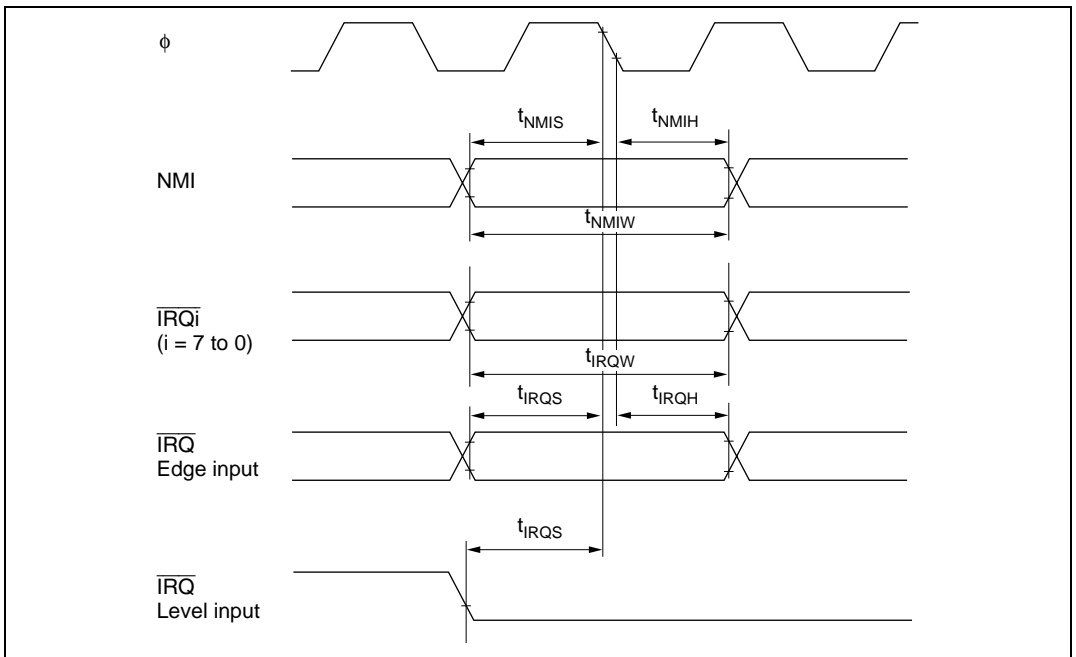 ϕ
tNMIS tNMIH
NMI
tNMIW
IRQi
(i = 7 to 0)
tIRQW
tIRQS tIRQH
IRQ
Edge input
tIRQS
IRQ
Level input